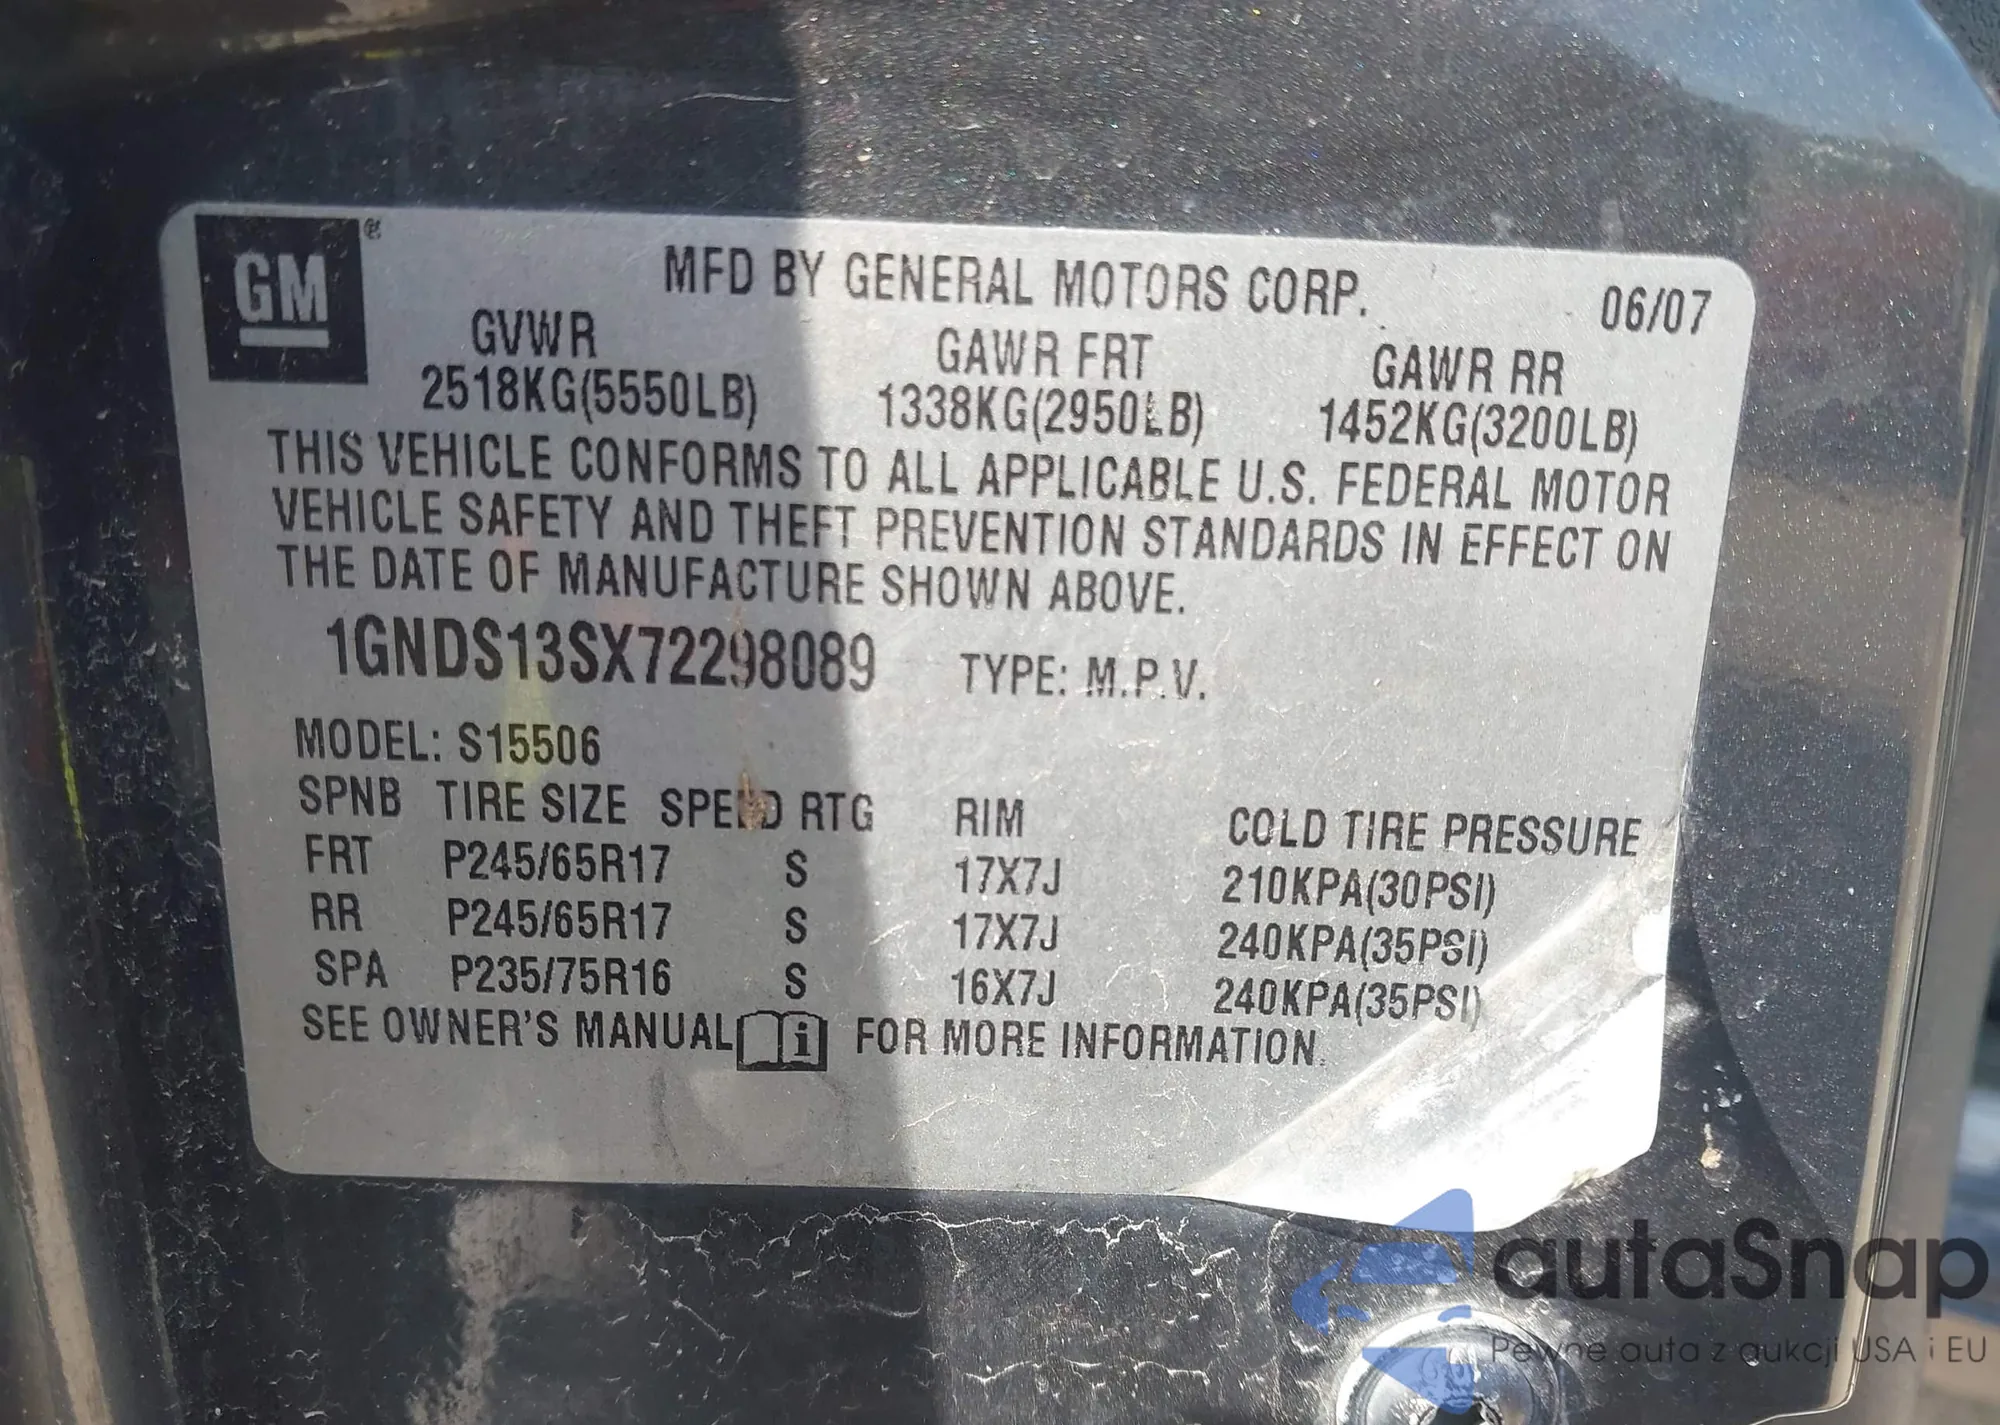 GM®
MFD BY GENERAL MOTORS CORP. 06/07
GVWR GAWR FRT GAWR RR
2518KG(5550LB) 1338KG(2950LB) 1452KG(3200LB)
THIS VEHICLE CONFORMS TO ALL APPLICABLE U.S. FEDERAL MOTOR
VEHICLE SAFETY AND THEFT PREVENTION STANDARDS IN EFFECT ON
THE DATE OF MANUFACTURE SHOWN ABOVE.
1GNDS13SX72298089 TYPE: M.P.V.
MODEL: S15506
SPNB TIRE SIZE SPEED RTG RIM COLD TIRE PRESSURE
FRT P245/65R17 S 17X7J 210KPA(30PSI)
RR P245/65R17 S 17X7J 240KPA(35PSI)
SPA P235/75R16 S 16X7J 240KPA(35PSI)
SEE OWNER'S MANUAL i FOR MORE INFORMATION.
autaSnap
Pewne auta z aukcji USA i EU